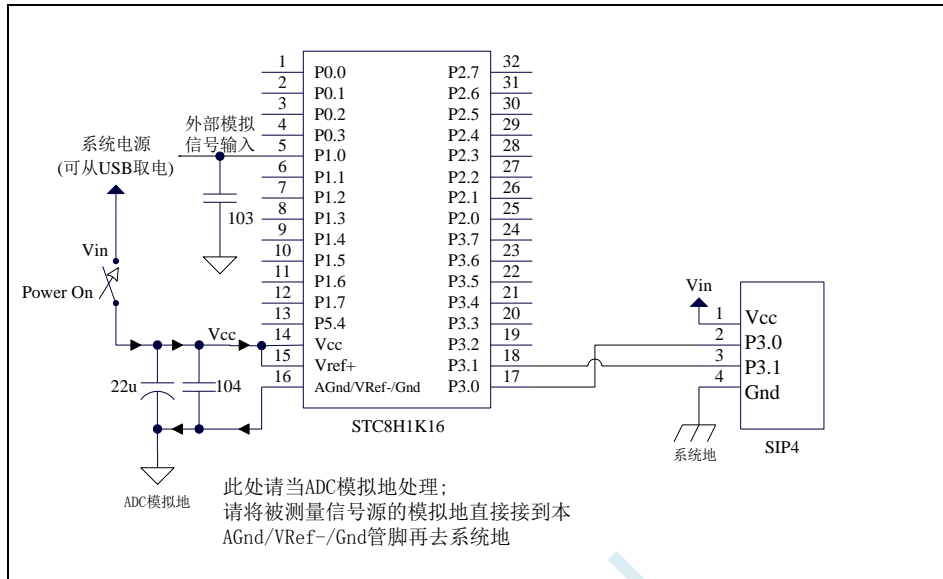 1 P0.0 P2.7 32
2 P0.1 P2.6 31
3 P0.2 P2.5 30
4 P0.3 P2.4 29
5 P1.0 P2.3 28
6 P1.1 P2.2 27
7 P1.2 P2.1 26
8 P1.3 P2.0 25
9 P1.4 P3.7 24
10 P1.5 P3.6 23
11 P1.6 P3.5 22
12 P1.7 P3.4 21
13 P5.4 P3.3 20
14 Vcc P3.2 19
15 Vref+ P3.1 18
16 AGnd/VRef-/Gnd P3.0 17
STC8H1K16
外部模拟
信号输入
103
系统电源
(可从USB取电)
Vin
Power On
Vcc
22u
104
ADC模拟地
Vin
1 Vcc
2 P3.0
3 P3.1
4 Gnd
系统地
SIP4
此处请当ADC模拟地处理;
请将被测量信号源的模拟地直接接到本
AGnd/VRef-/Gnd管脚再去系统地